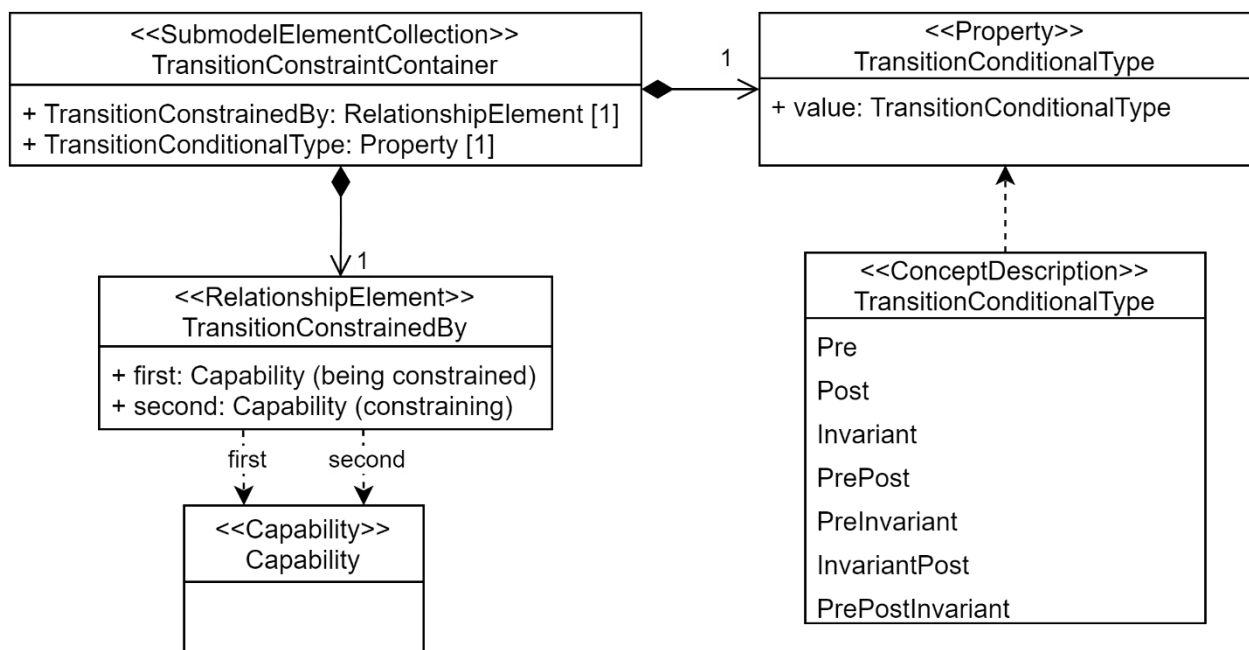 <<SubmodelElementCollection>>
TransitionConstraintContainer
+ TransitionConstrainedBy: RelationshipElement [1]
+ TransitionConditionalType: Property [1]
1
<<Property>>
TransitionConditionalType
+ value: TransitionConditionalType
1
<<RelationshipElement>>
TransitionConstrainedBy
+ first: Capability (being constrained)
+ second: Capability (constraining)
first
second
<<Capability>>
Capability
<<ConceptDescription>>
TransitionConditionalType
Pre
Post
Invariant
PrePost
PreInvariant
InvariantPost
PrePostInvariant